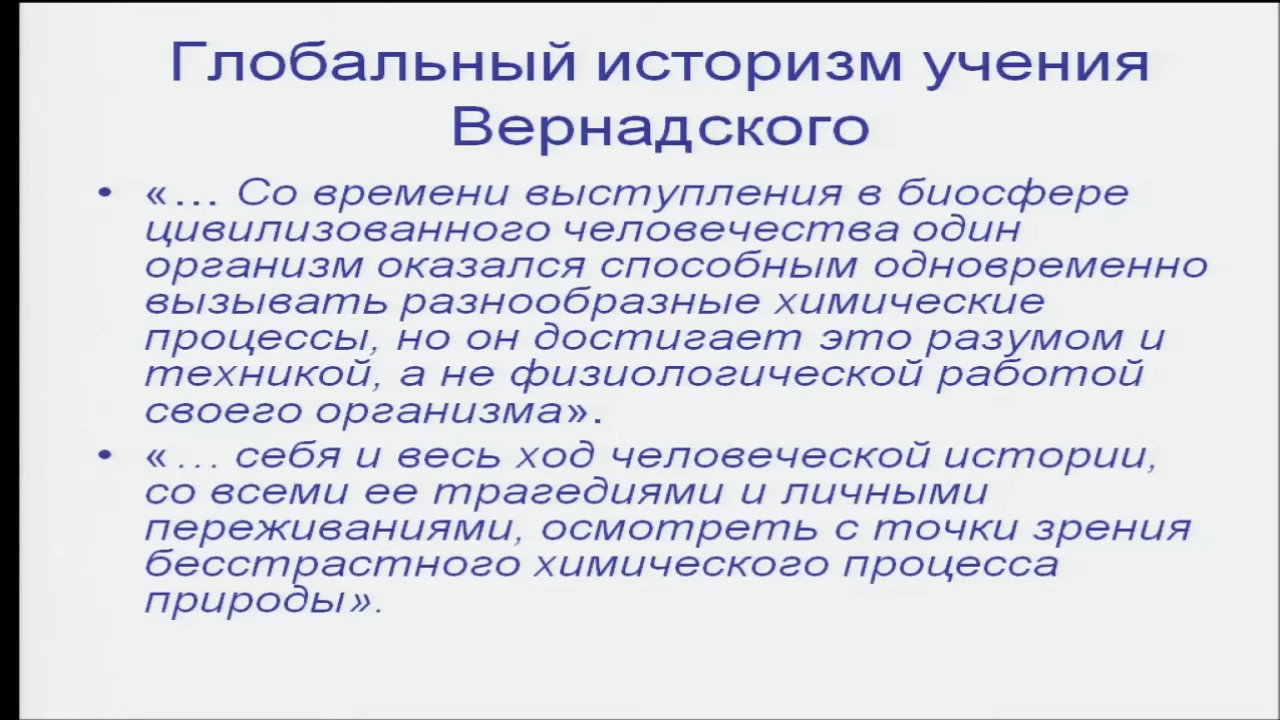 Глобальный историзм учения
Вернадского
• «… Со времени выступления в биосфере
цивилизованного человечества один
организм оказался способным одновременно
вызывать разнообразные химические
процессы, но он достигает это разумом и
техникой, а не физиологической работой
своего организма».
• «… себя и весь ход человеческой истории,
со всеми ее трагедиями и личными
переживаниями, осмотреть с точки зрения
бесстрастного химического процесса
природы».